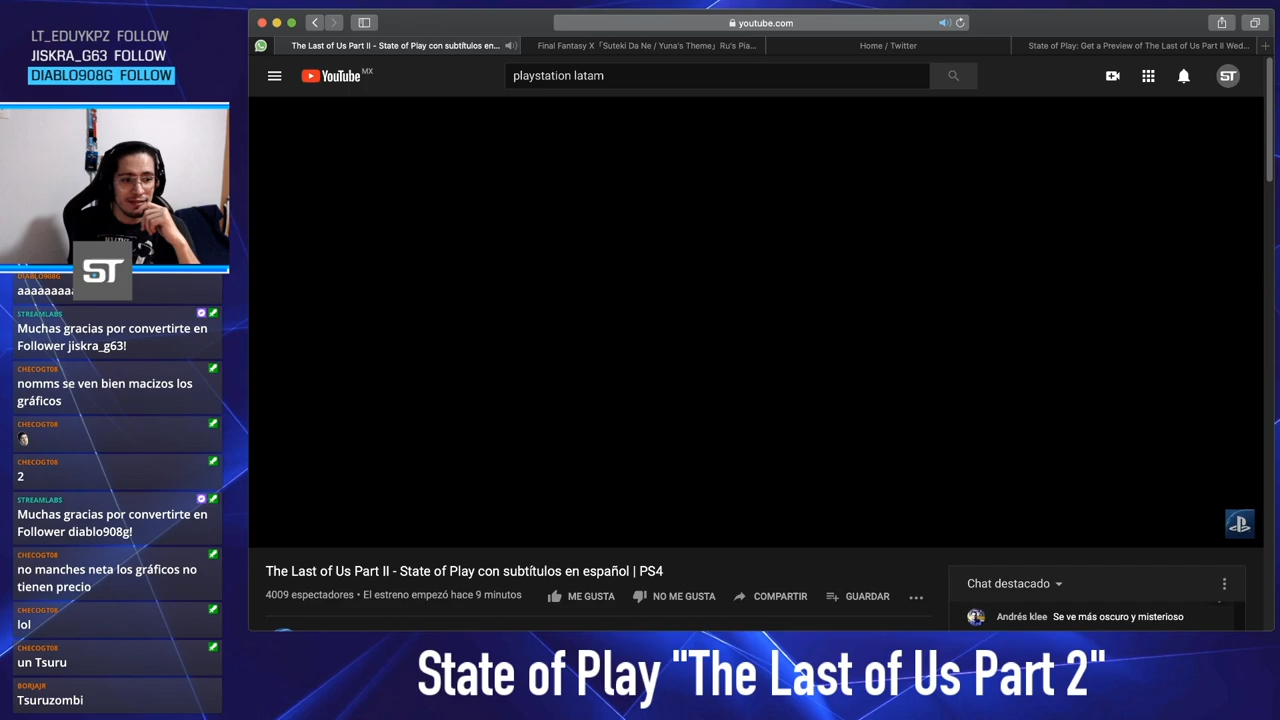 LT_EDUYKPZ FOLLOW
JISKRA_G63 FOLLOW
DIABLO908G FOLLOW
ST
DIABLO908G
STREAMLABS
Muchas gracias por convertirte en
Follower jiskra_g63!
CHECOGT08
nomms se ven bien macizos los
gráficos
CHECOGT08
CHECOGT08
2
STREAMLABS
Muchas gracias por convertirte en
Follower diablo908g!
CHECOGT08
no manches neta los gráficos no
tienen precio
CHECOGT08
lol
CHECOGT08
un Tsuru
BORJAJR
Tsuruzombi
youtube.com
The Last of Us Part II - State of Play con subtítulos en...
Final Fantasy X「Suteki Da Ne / Yuna's Theme」Ru's Pia...
Home / Twitter
State of Play: Get a Preview of The Last of Us Part II Wed...
YouTube MX
playstation latam
ST
The Last of Us Part II - State of Play con subtítulos en español | PS4
4009 espectadores • El estreno empezó hace 9 minutos
ME GUSTA
NO ME GUSTA
COMPARTIR
GUARDAR
Chat destacado
Andrés klee Se ve más oscuro y misterioso
State of Play "The Last of Us Part 2"